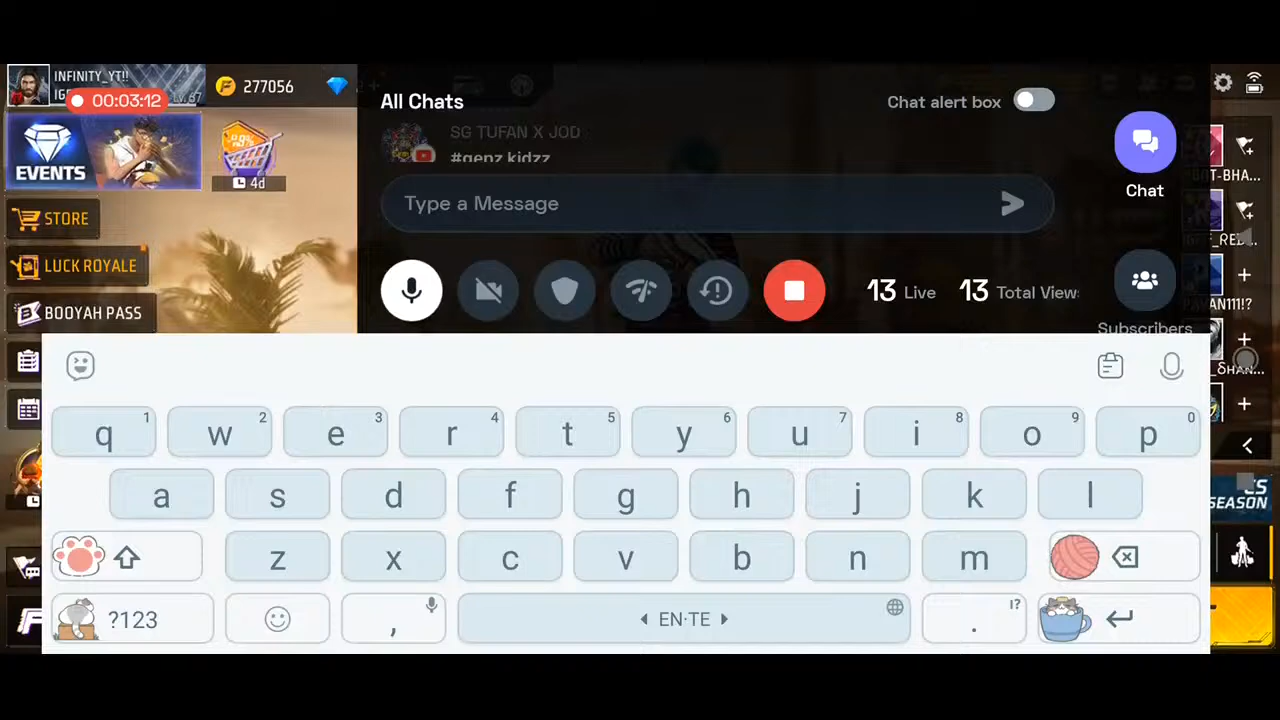 INFINITY_YT!!
277056
00:03:12
All Chats
Chat alert box
SG TUFAN X JOD
#genz kidzz
EVENTS
4d
Type a Message
Chat
STORE
LUCK ROYALE
BOOYAH PASS
13 Live
13 Total View
Subscribers
q 1 w 2 e 3 r 4 t 5 y 6 u 7 i 8 o 9 p 0
a s d f g h j k l
z x c v b n m
?123 , EN·TE . !?
SEASON